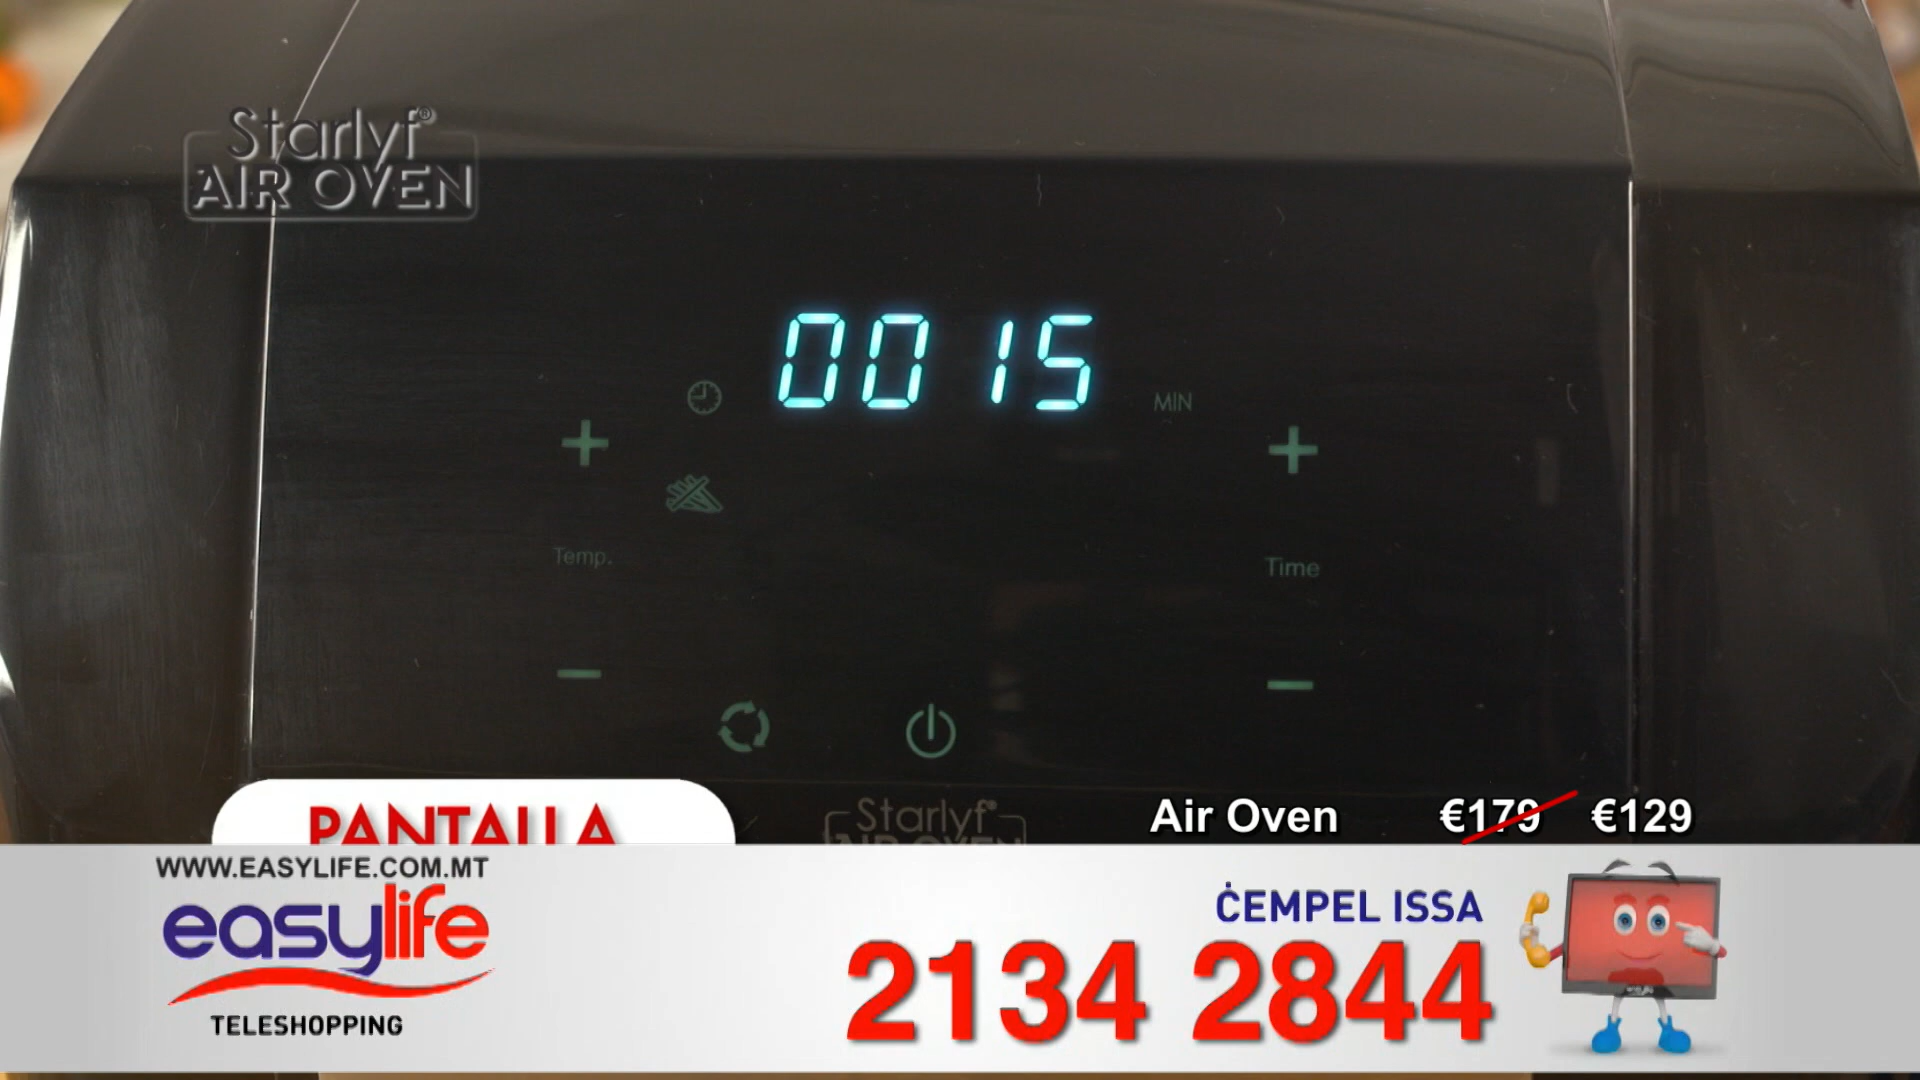 Starlyf®
AIR OVEN
0015
MIN
Temp.
Time
Starlyf®
AIR OVEN
PANTALLA
Air Oven €179 €129
WWW.EASYLIFE.COM.MT
easylife
TELESHOPPING
ĊEMPEL ISSA
2134 2844